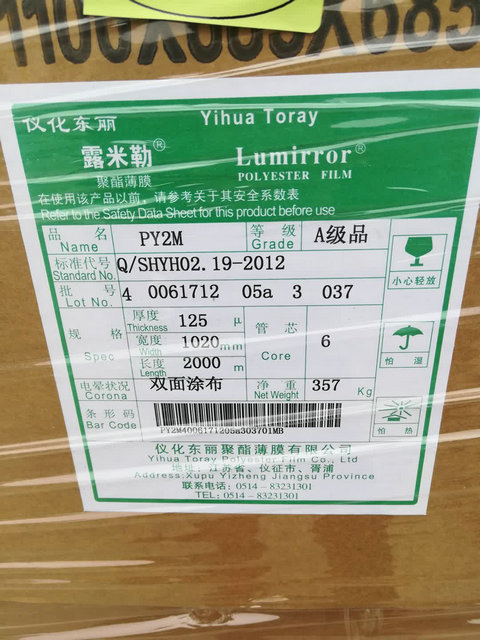 1100X885X685
仪化东丽 Yihua Toray
露米勒® Lumirror®
聚酯薄膜 POLYESTER FILM
在使用该产品以前，请参考关于其安全系数表
Refer to the Safety Data Sheet for this product before use
品名 Name PY2M 等级 Grade A级品
标准代号 Standard No. Q/SHYH02.19-2012
小心轻放
批号 Lot No. 4 0061712 05a 3 037
规格 Spec
厚度 Thickness 125 μ
宽度 Width 1020 mm
长度 Length 2000 m
管芯 Core 6
怕湿
电晕状况 Corona 双面涂布 净重 Net Weight 357 Kg
条形码 Bar Code
PY2M4006171205a303701MB
怕热
仪化东丽聚酯薄膜有限公司
Yihua Toray Polyester Film Co., Ltd
地址：江苏省、仪征市、胥浦
Address:Xupu Yizheng Jiangsu Province
联系电话：0514-83231301
TEL：0514-83231301